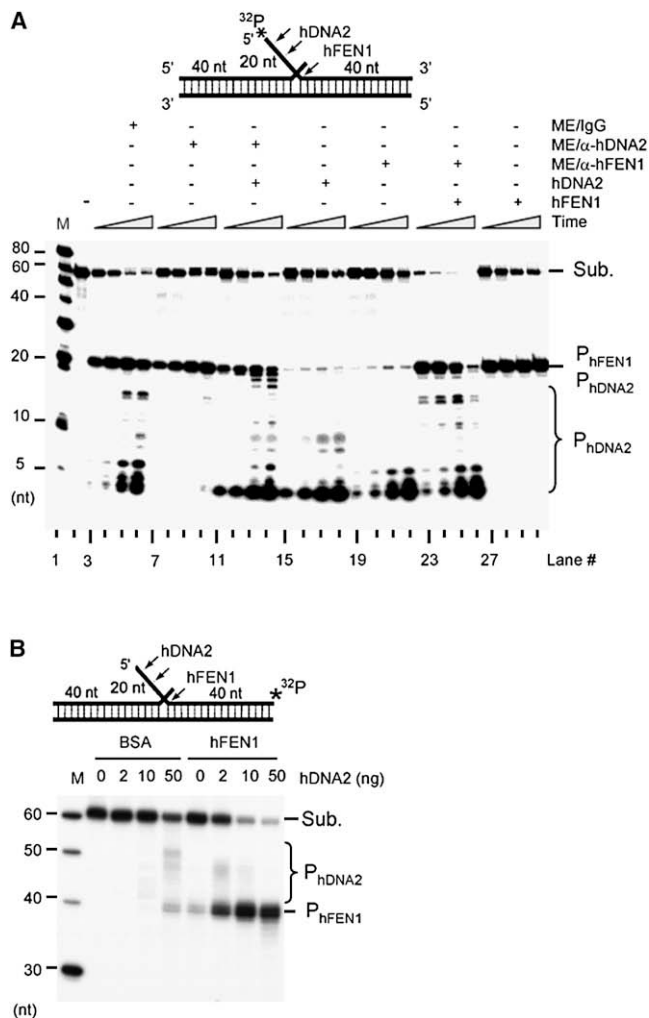 A
32P
5'* hDNA2
hFEN1
40 nt 20 nt 40 nt
5' 3'
3' 5'
+ - - - - - - ME/IgG
- + + - - - - ME/α-hDNA2
- - - - + + - ME/α-hFEN1
- - + + - - - hDNA2
- - - - - - + + hFEN1
M Time
80
60 Sub.
40
20 PhFEN1
PhDNA2
10
PhDNA2
5
(nt)
1 3 7 11 15 19 23 27 Lane #
B
5' hDNA2
hFEN1
40 nt 20 nt 40 nt *32P
BSA hFEN1
M 0 2 10 50 0 2 10 50 hDNA2 (ng)
60 Sub.
50
PhDNA2
40
PhFEN1
30
(nt)